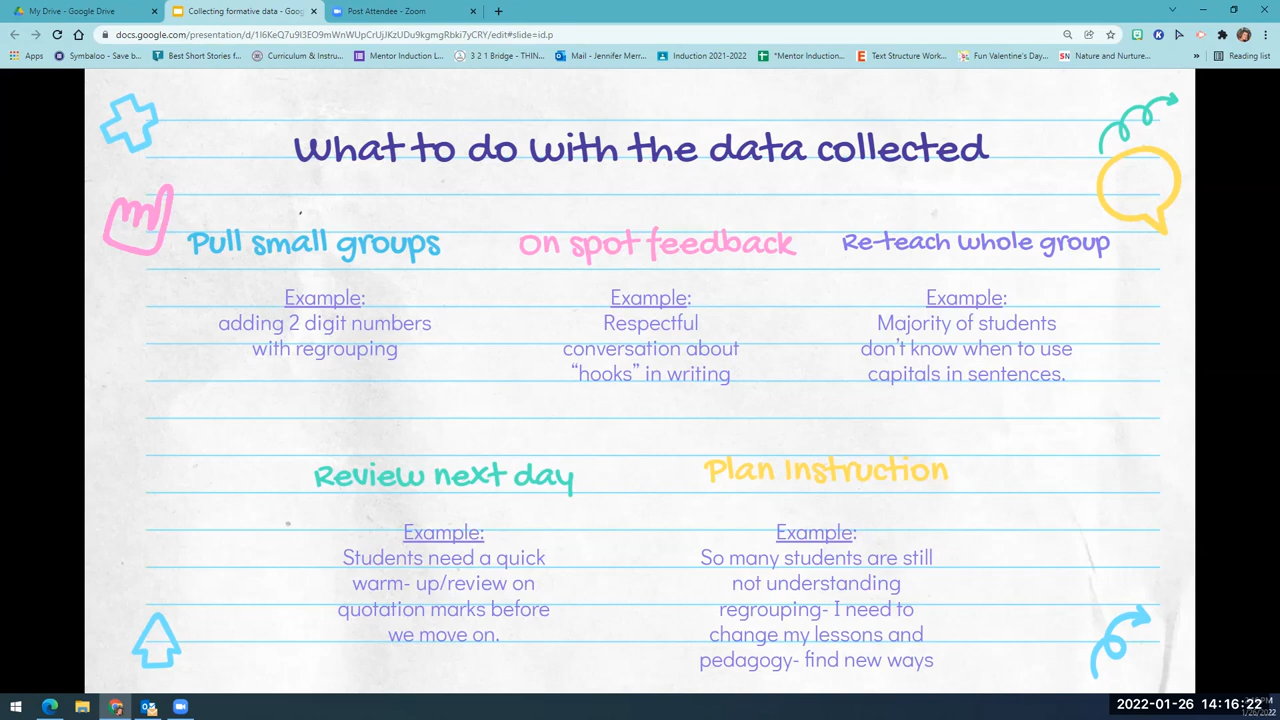 My Drive - Google Drive
Collecting formative data - Goog
Post Attendee - Zoom
docs.google.com/presentation/d/1I6KeQ7u9I3EO9mWnWUpCrUjJKzUDu9kgmgRbki7yCRY/edit#slide=id.p
Apps
Symbaloo - Save b...
Best Short Stories f...
Curriculum & Instru...
Mentor Induction L...
3 2 1 Bridge - THIN...
Mail - Jennifer Merr...
Induction 2021-2022
*Mentor Induction...
Text Structure Work...
Fun Valentine's Day...
SN Nature and Nurture...
»
Reading list
What to do with the data collected
Pull small groups
On spot feedback
Re-teach whole group
Example:
adding 2 digit numbers
with regrouping
Example:
Respectful
conversation about
“hooks” in writing
Example:
Majority of students
don’t know when to use
capitals in sentences.
Review next day
Plan Instruction
Example:
Students need a quick
warm- up/review on
quotation marks before
we move on.
Example:
So many students are still
not understanding
regrouping- I need to
change my lessons and
pedagogy- find new ways
2022-01-26 14:16:22